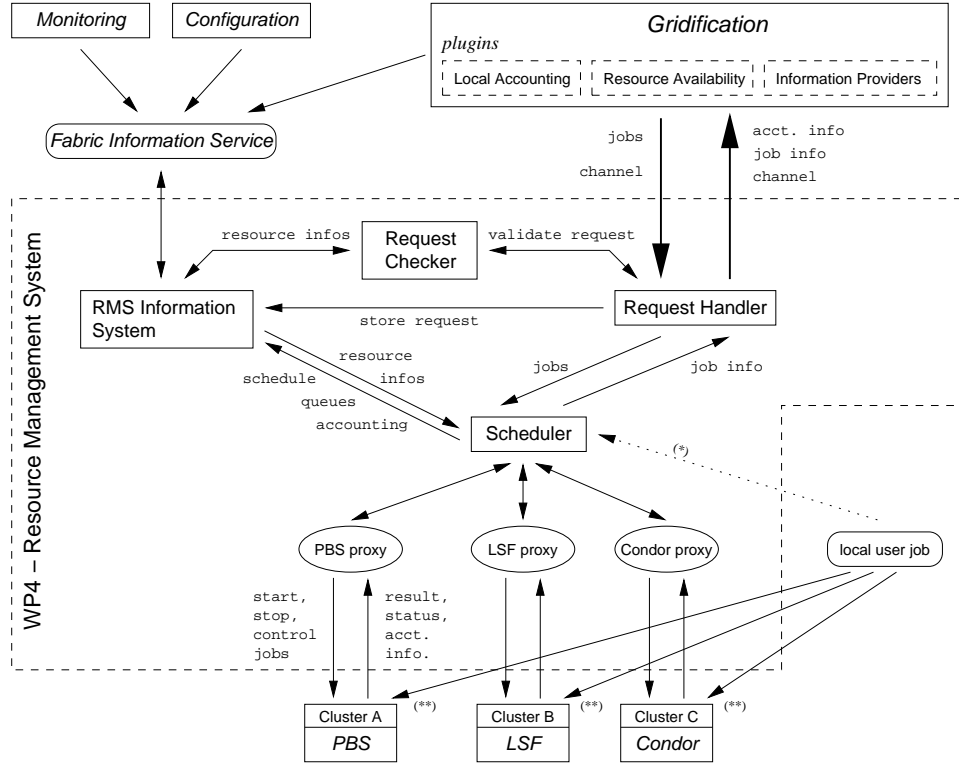 Monitoring
Configuration
Gridification
plugins
Local Accounting
Resource Availability
Information Providers
Fabric Information Service
jobs
channel
acct. info
job info
channel
WP4 – Resource Management System
resource infos
Request
Checker
validate request
RMS Information
System
store request
Request Handler
resource
infos
schedule
queues
accounting
jobs
job info
Scheduler
(*)
PBS proxy
LSF proxy
Condor proxy
local user job
start,
stop,
control
jobs
result,
status,
acct.
info.
Cluster A
PBS
(**)
Cluster B
LSF
(**)
Cluster C
Condor
(**)